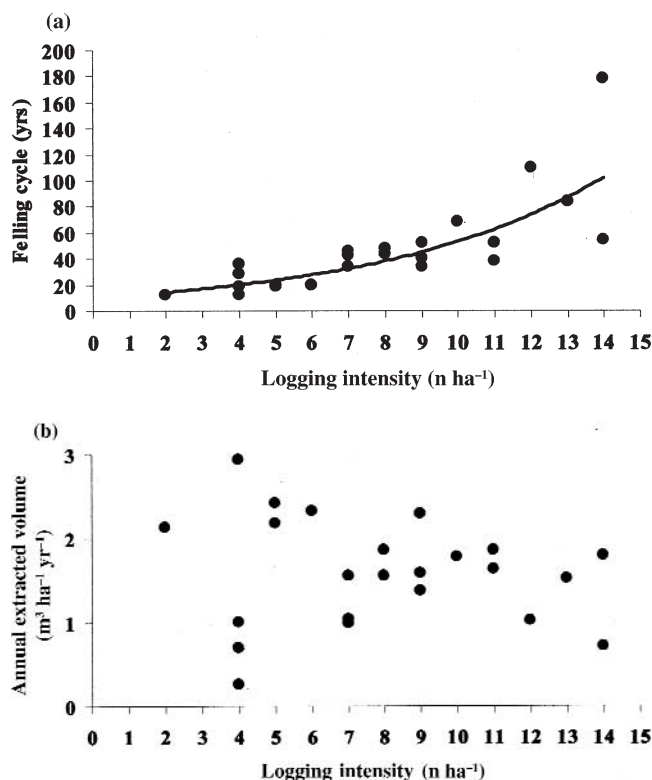 (a)
200
180
160
140
120
100
80
60
40
20
0
Felling cycle (yrs)
0 1 2 3 4 5 6 7 8 9 10 11 12 13 14 15
Logging intensity (n ha⁻¹)
(b)
3
2
1
0
Annual extracted volume
(m³ ha⁻¹ yr⁻¹)
0 1 2 3 4 5 6 7 8 9 10 11 12 13 14 15
Logging intensity (n ha⁻¹)